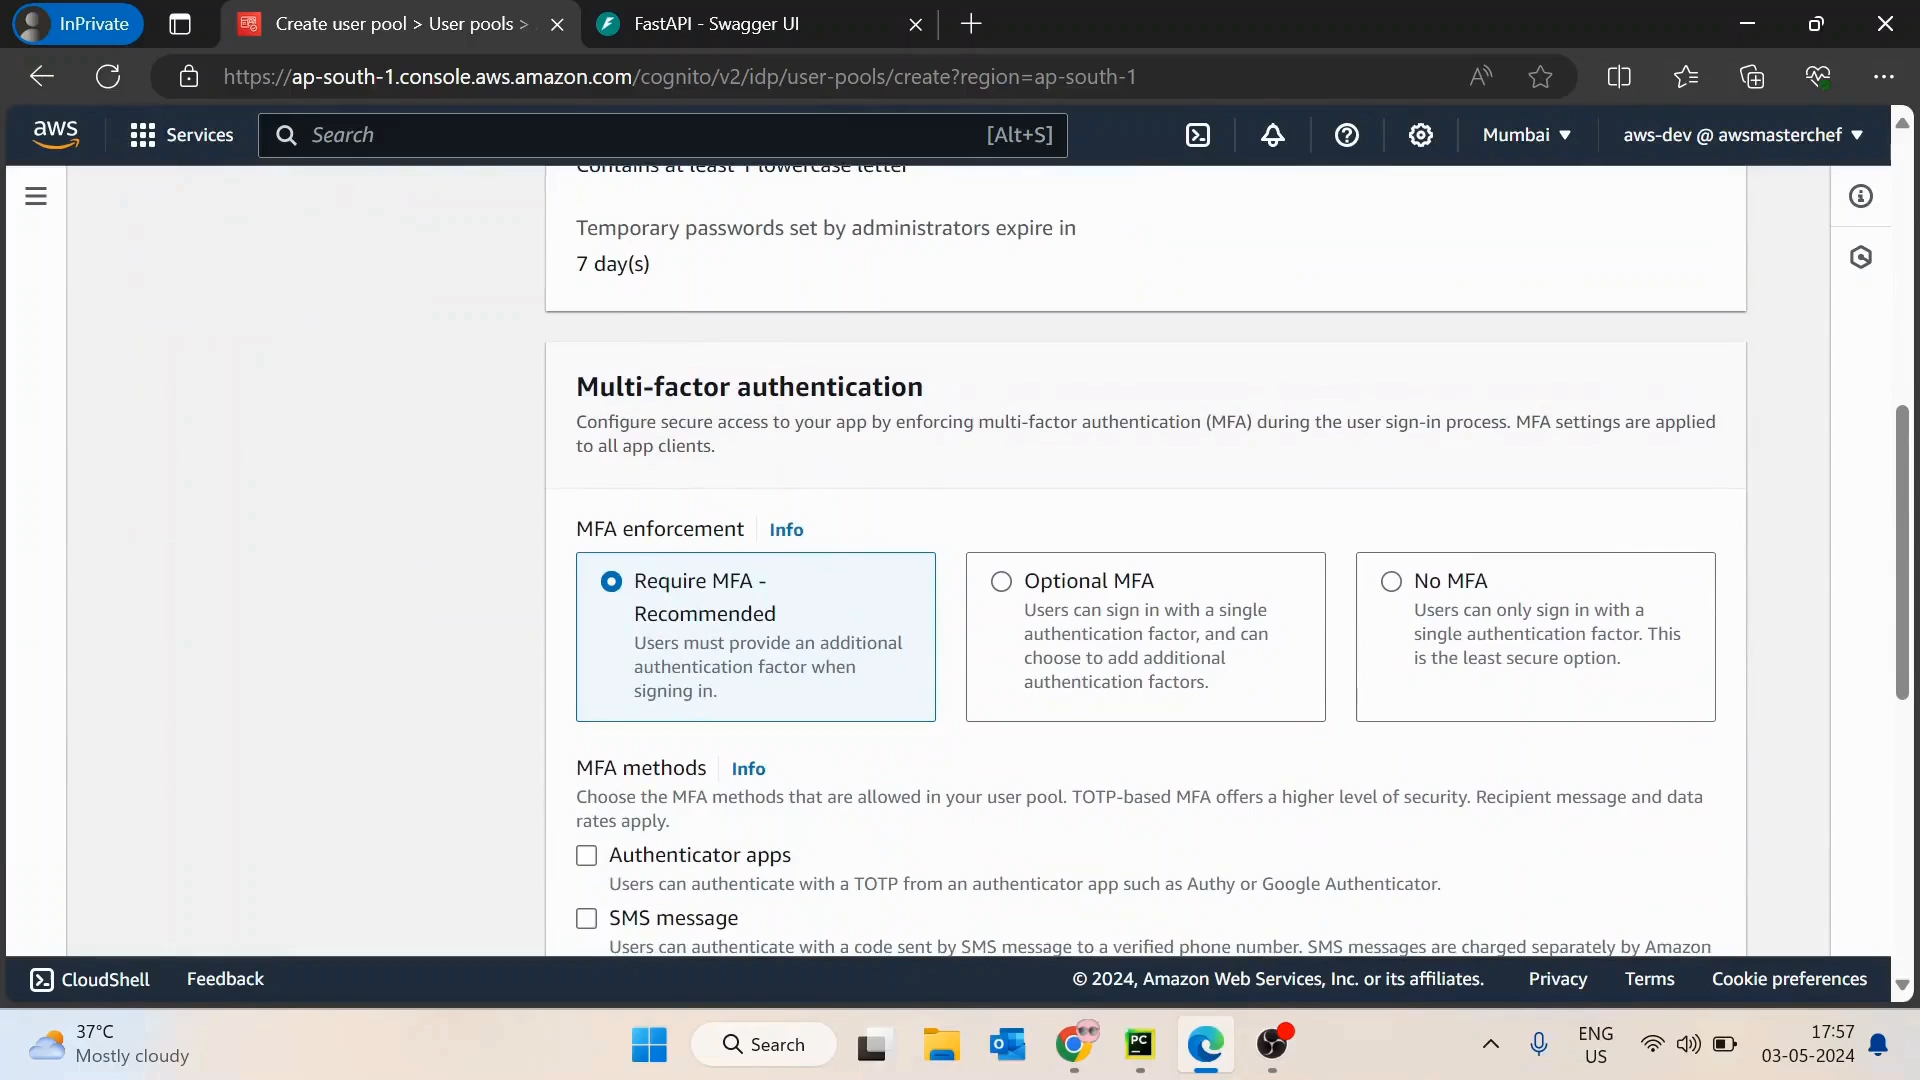 InPrivate
Create user pool > User pools >
FastAPI - Swagger UI
https://ap-south-1.console.aws.amazon.com/cognito/v2/idp/user-pools/create?region=ap-south-1
aws
Services
Search
[Alt+S]
Mumbai
aws-dev @ awsmasterchef
Contains at least 1 lowercase letter
Temporary passwords set by administrators expire in
7 day(s)
Multi-factor authentication
Configure secure access to your app by enforcing multi-factor authentication (MFA) during the user sign-in process. MFA settings are applied
to all app clients.
MFA enforcement
Info
Require MFA -
Recommended
Users must provide an additional
authentication factor when
signing in.
Optional MFA
Users can sign in with a single
authentication factor, and can
choose to add additional
authentication factors.
No MFA
Users can only sign in with a
single authentication factor. This
is the least secure option.
MFA methods
Info
Choose the MFA methods that are allowed in your user pool. TOTP-based MFA offers a higher level of security. Recipient message and data
rates apply.
Authenticator apps
Users can authenticate with a TOTP from an authenticator app such as Authy or Google Authenticator.
SMS message
Users can authenticate with a code sent by SMS message to a verified phone number. SMS messages are charged separately by Amazon
CloudShell
Feedback
© 2024, Amazon Web Services, Inc. or its affiliates.
Privacy
Terms
Cookie preferences
37°C
Mostly cloudy
Search
PC
ENG
US
17:57
03-05-2024